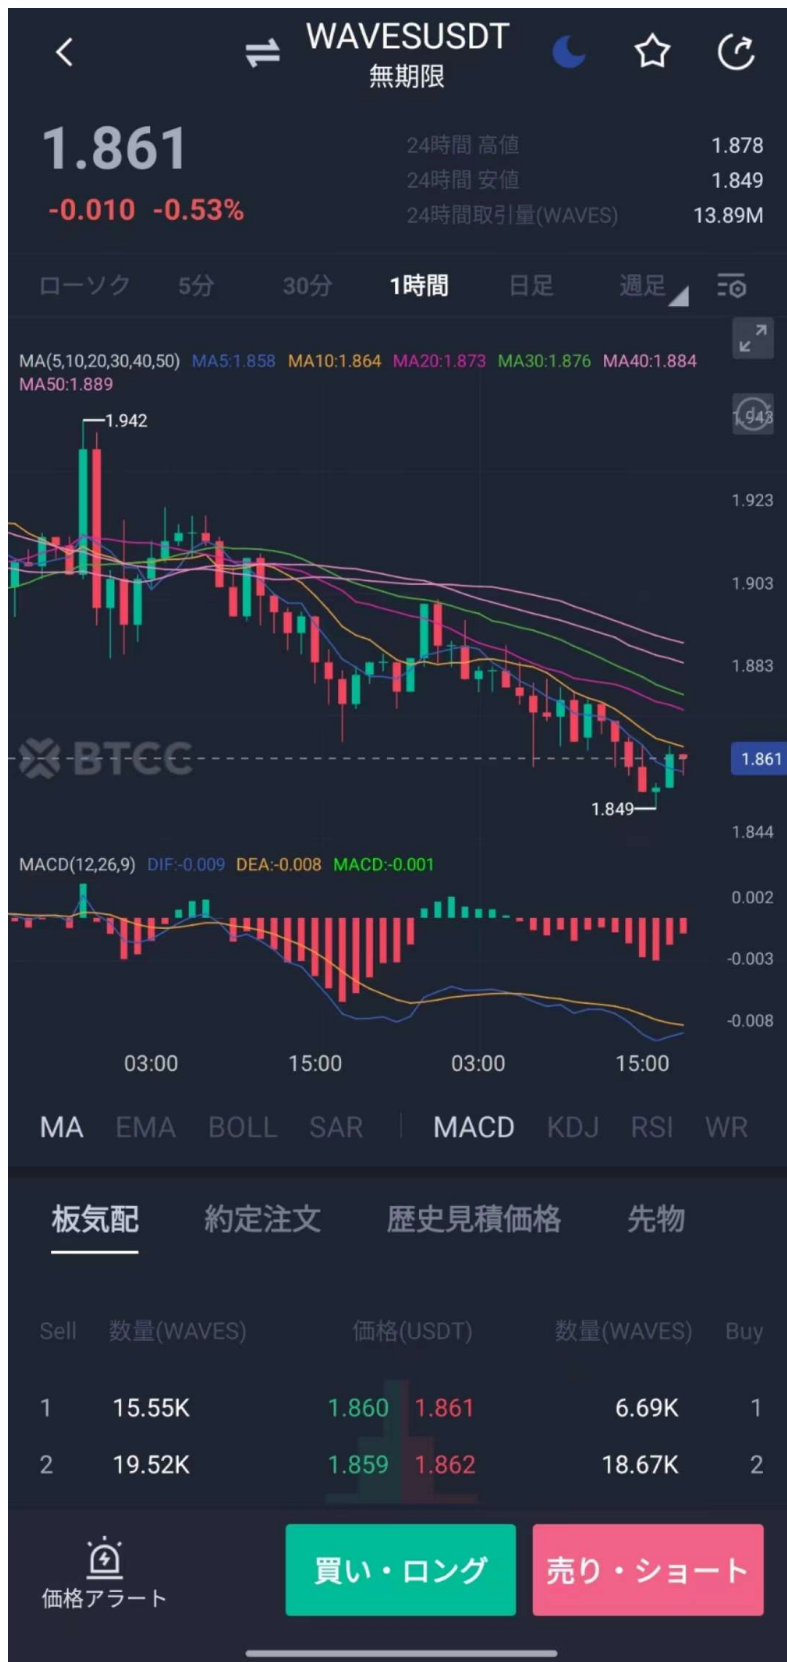 WAVESUSDT
無期限
1.861
-0.010 -0.53%
24時間 高値 1.878
24時間 安値 1.849
24時間取引量(WAVES) 13.89M
ローソク 5分 30分 1時間 日足 週足
MA(5,10,20,30,40,50) MA5:1.858 MA10:1.864 MA20:1.873 MA30:1.876 MA40:1.884
MA50:1.889
1.942
1.943
1.923
1.903
1.883
BTCC
1.861
1.849
1.844
MACD(12,26,9) DIF:-0.009 DEA:-0.008 MACD:-0.001
0.002
-0.003
-0.008
03:00 15:00 03:00 15:00
MA EMA BOLL SAR MACD KDJ RSI WR
板気配 約定注文 歴史見積価格 先物
Sell 数量(WAVES) 価格(USDT) 数量(WAVES) Buy
1 15.55K 1.860 1.861 6.69K 1
2 19.52K 1.859 1.862 18.67K 2
価格アラート
買い・ロング
売り・ショート